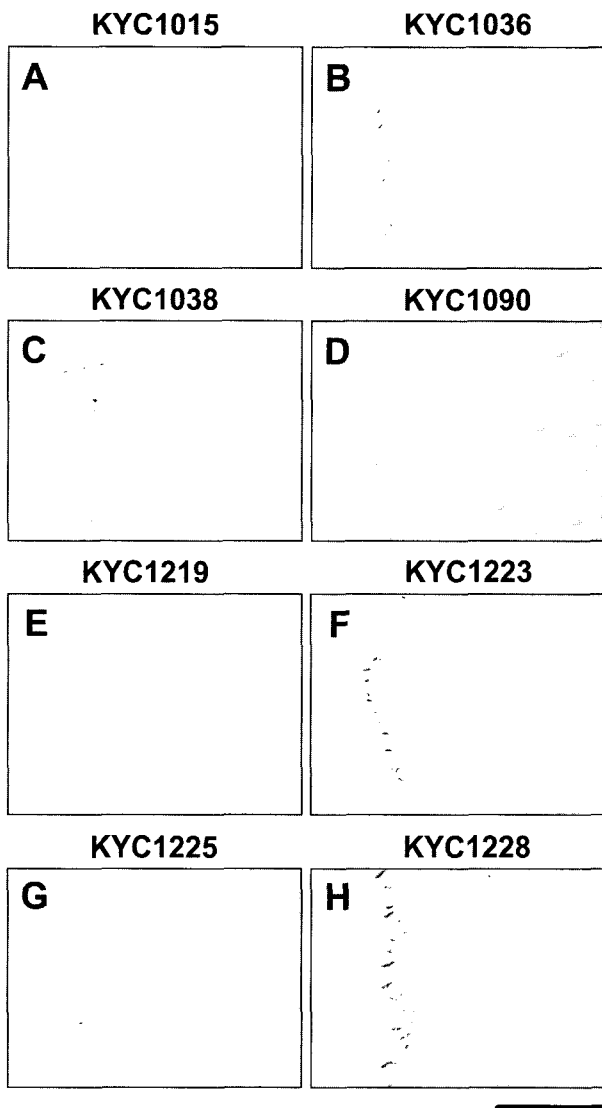 KYC1015 KYC1036
A B
KYC1038 KYC1090
C D
KYC1219 KYC1223
E F
KYC1225 KYC1228
G H